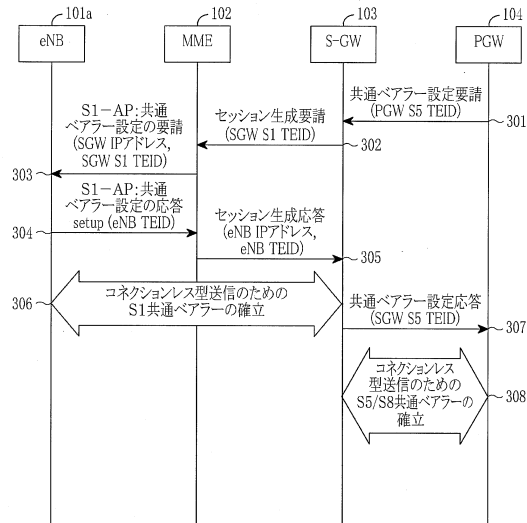 101a
102
103
104
eNB
MME
S-GW
PGW
共通ベアラー設定要請
(PGW S5 TEID)
301
セッション生成要請
(SGW S1 TEID)
302
S1-AP:共通
ベアラー設定の要請
(SGW IPアドレス,
SGW S1 TEID)
303
S1-AP:共通
ベアラー設定の応答
setup (eNB TEID)
304
セッション生成応答
(eNB IPアドレス,
eNB TEID)
305
コネクションレス型送信のための
S1共通ベアラーの確立
306
共通ベアラー設定応答
(SGW S5 TEID)
307
コネクションレス
型送信のための
S5/S8共通ベアラーの
確立
308